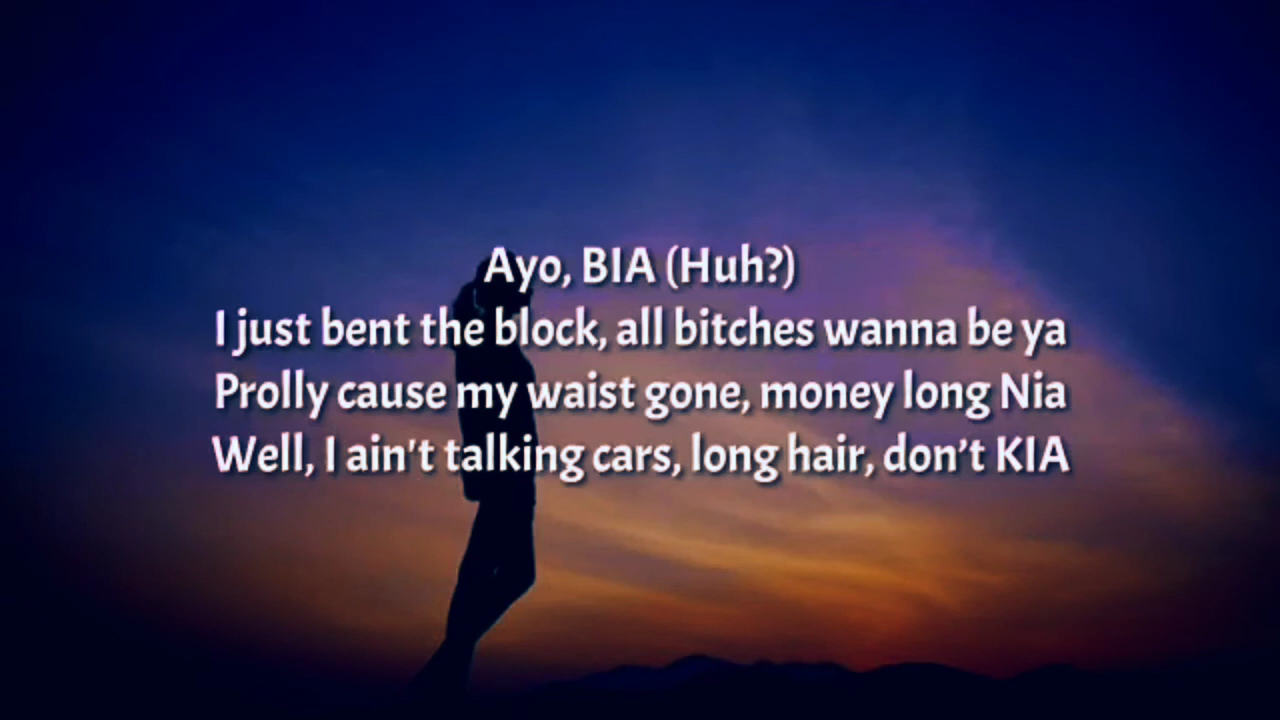 Ayo, BIA (Huh?)
I just bent the block, all bitches wanna be ya
Prolly cause my waist gone, money long Nia
Well, I ain't talking cars, long hair, don’t KIA